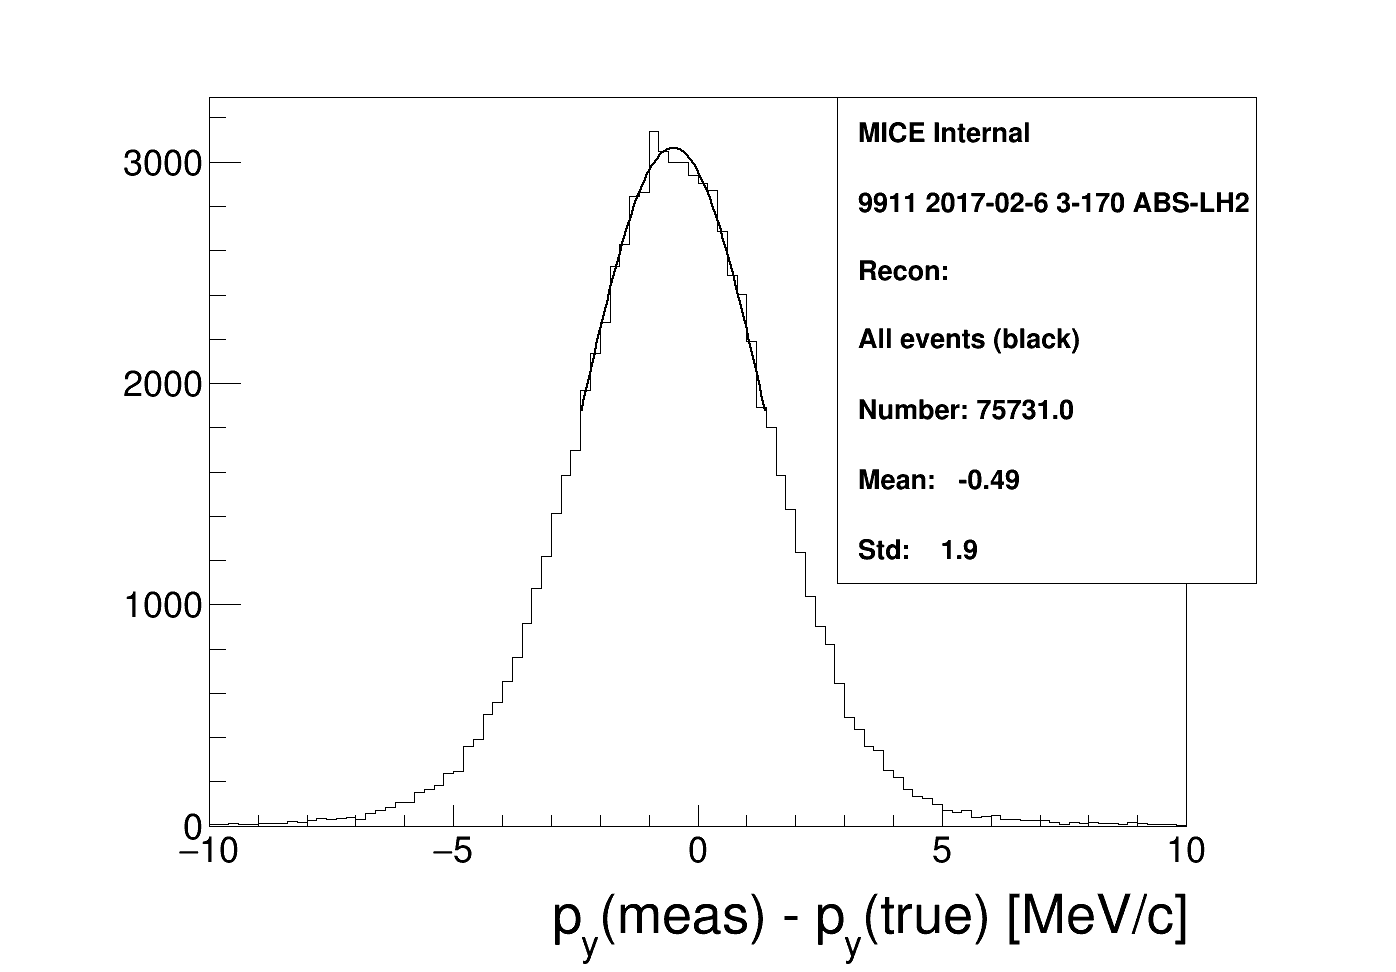 MICE Internal
9911 2017-02-6 3-170 ABS-LH2
Recon:
All events (black)
Number: 75731.0
Mean: -0.49
Std: 1.9
3000
2000
1000
0
−10 −5 0 5 10
py(meas) - py(true) [MeV/c]